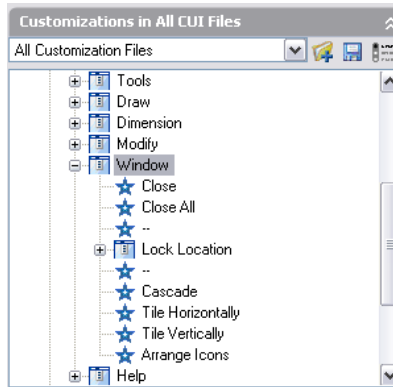 Customizations in All CUI Files
All Customization Files
Tools
Draw
Dimension
Modify
Window
Close
Close All
--
Lock Location
--
Cascade
Tile Horizontally
Tile Vertically
Arrange Icons
Help